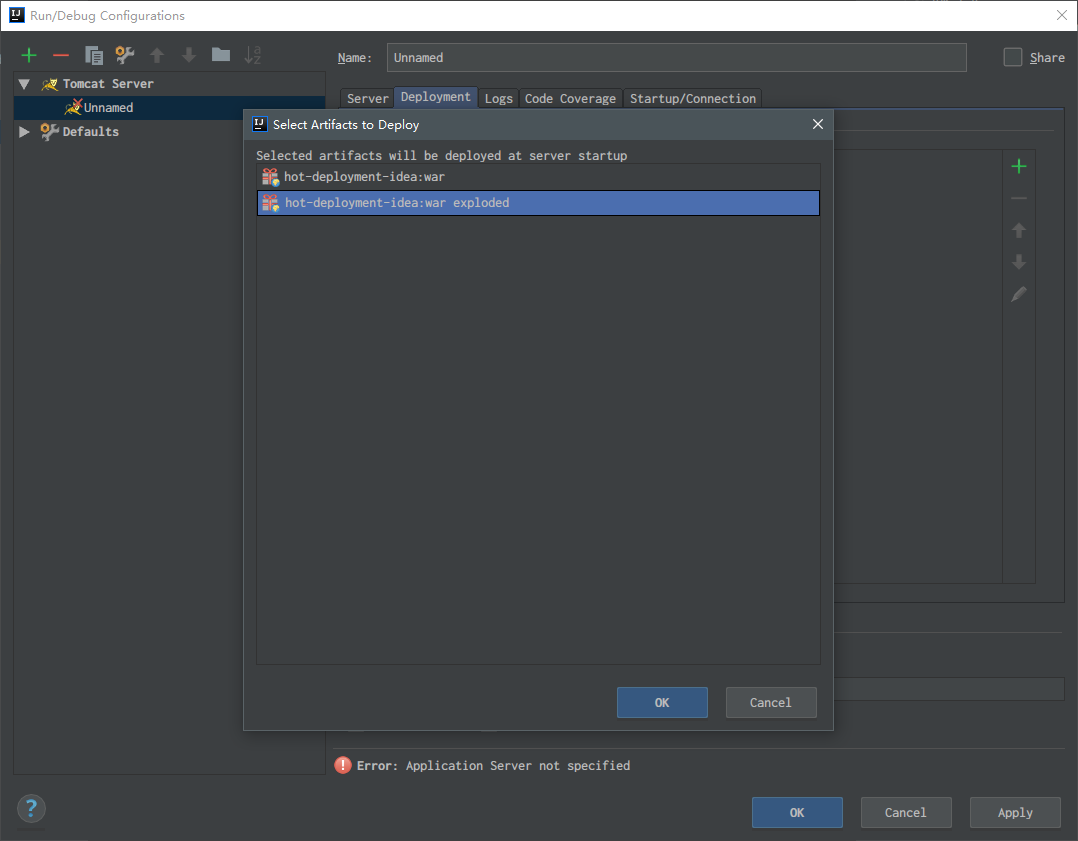 Run/Debug Configurations
Name: Unnamed Share
Tomcat Server
Unnamed
Defaults
Server Deployment Logs Code Coverage Startup/Connection
Select Artifacts to Deploy
Selected artifacts will be deployed at server startup
hot-deployment-idea:war
hot-deployment-idea:war exploded
OK Cancel
Error: Application Server not specified
? OK Cancel Apply